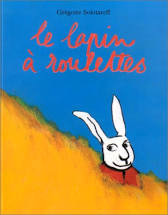 Grégoire Solotareff
le lapin
à roulettes